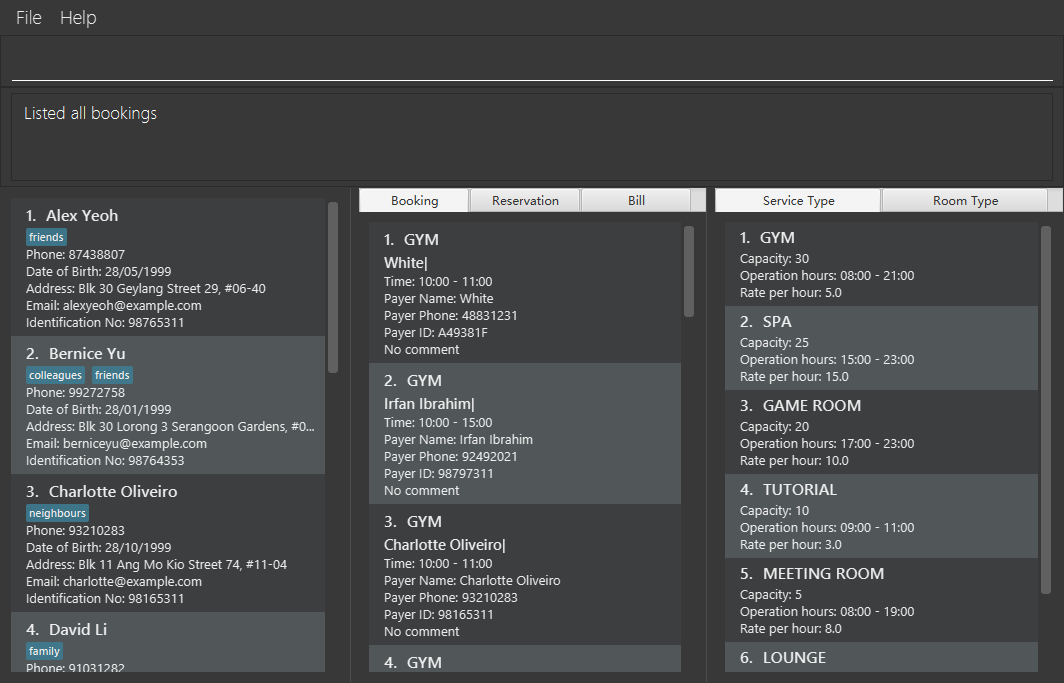 File Help
Listed all bookings
1. Alex Yeoh
friends
Phone: 87438807
Date of Birth: 28/05/1999
Address: Blk 30 Geylang Street 29, #06-40
Email: alexyeoh@example.com
Identification No: 98765311
2. Bernice Yu
colleagues friends
Phone: 99272758
Date of Birth: 28/01/1999
Address: Blk 30 Lorong 3 Serangoon Gardens, #0...
Email: berniceyu@example.com
Identification No: 98764353
3. Charlotte Oliveiro
neighbours
Phone: 93210283
Date of Birth: 28/10/1999
Address: Blk 11 Ang Mo Kio Street 74, #11-04
Email: charlotte@example.com
Identification No: 98165311
4. David Li
family
Phone: 91031282
Booking Reservation Bill
1. GYM
White|
Time: 10:00 - 11:00
Payer Name: White
Payer Phone: 48831231
Payer ID: A49381F
No comment
2. GYM
Irfan Ibrahim|
Time: 10:00 - 15:00
Payer Name: Irfan Ibrahim
Payer Phone: 92492021
Payer ID: 98797311
No comment
3. GYM
Charlotte Oliveiro|
Time: 10:00 - 11:00
Payer Name: Charlotte Oliveiro
Payer Phone: 93210283
Payer ID: 98165311
No comment
4. GYM
Service Type Room Type
1. GYM
Capacity: 30
Operation hours: 08:00 - 21:00
Rate per hour: 5.0
2. SPA
Capacity: 25
Operation hours: 15:00 - 23:00
Rate per hour: 15.0
3. GAME ROOM
Capacity: 20
Operation hours: 17:00 - 23:00
Rate per hour: 10.0
4. TUTORIAL
Capacity: 10
Operation hours: 09:00 - 11:00
Rate per hour: 3.0
5. MEETING ROOM
Capacity: 5
Operation hours: 08:00 - 19:00
Rate per hour: 8.0
6. LOUNGE